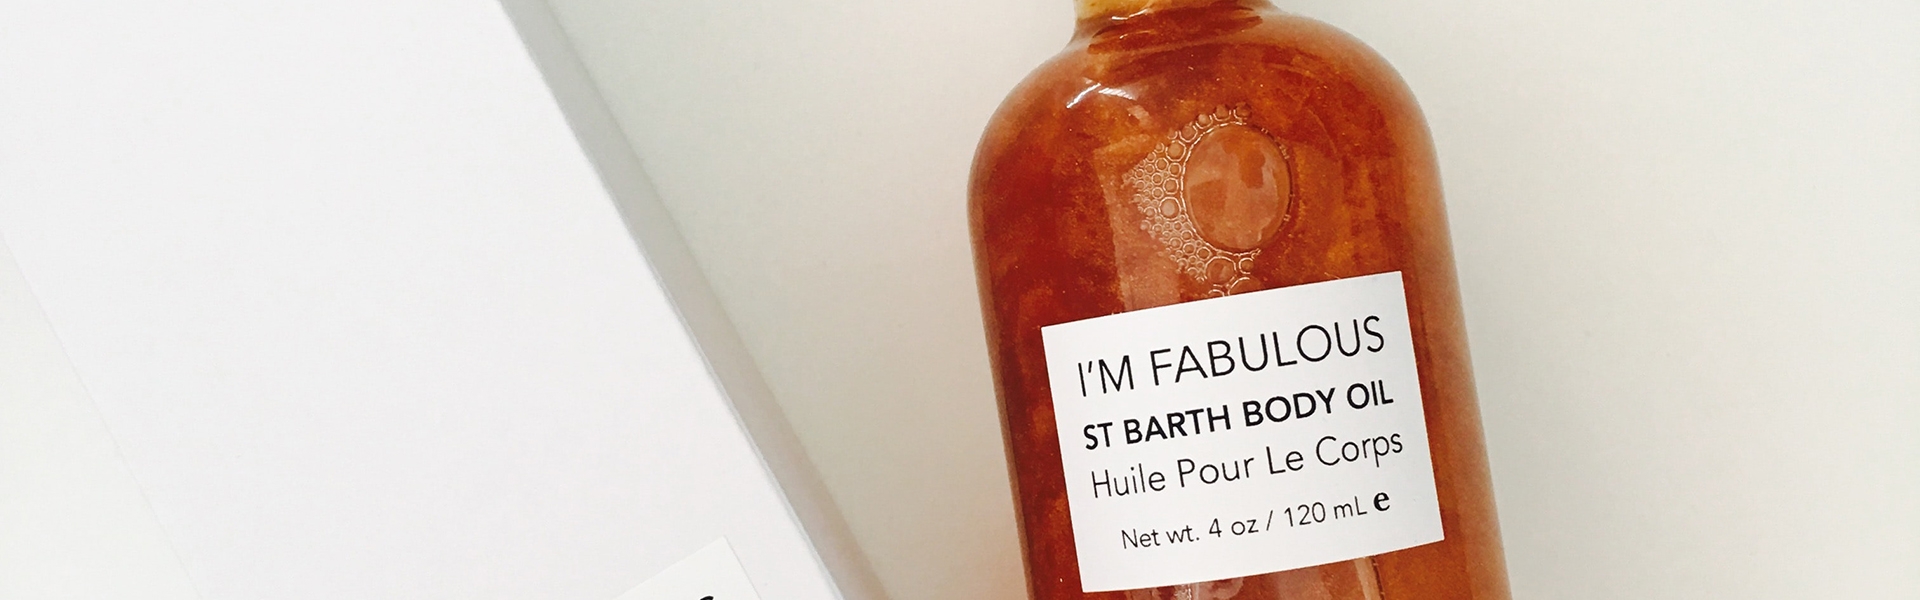 I'M FABULOUS
ST BARTH BODY OIL
Huile Pour Le Corps
Net wt. 4 oz / 120 mL e